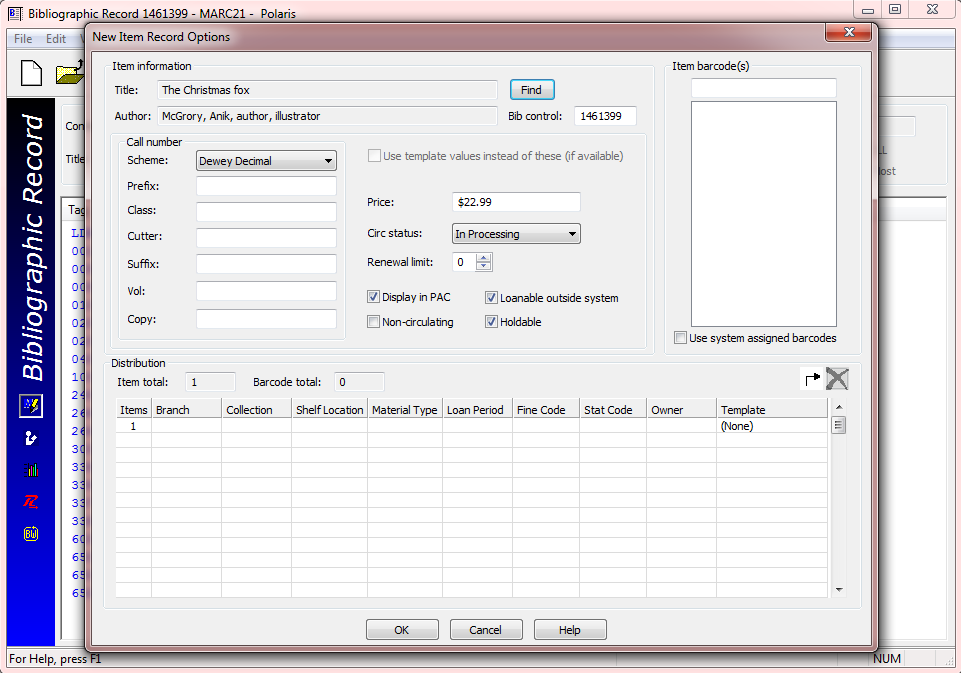 Bibliographic Record 1461399 - MARC21 - Polaris
File Edit
New Item Record Options
Bibliographic Record
Item information
Title: The Christmas fox Find
Author: McGrory, Anik, author, illustrator Bib control: 1461399
Call number
Scheme: Dewey Decimal
Prefix:
Class:
Cutter:
Suffix:
Vol:
Copy:
Use template values instead of these (if available)
Price: $22.99
Circ status: In Processing
Renewal limit: 0
Display in PAC Loanable outside system
Non-circulating Holdable
Item barcode(s)
Use system assigned barcodes
Distribution
Item total: 1 Barcode total: 0
Items Branch Collection Shelf Location Material Type Loan Period Fine Code Stat Code Owner Template
1 (None)
OK Cancel Help
For Help, press F1 NUM